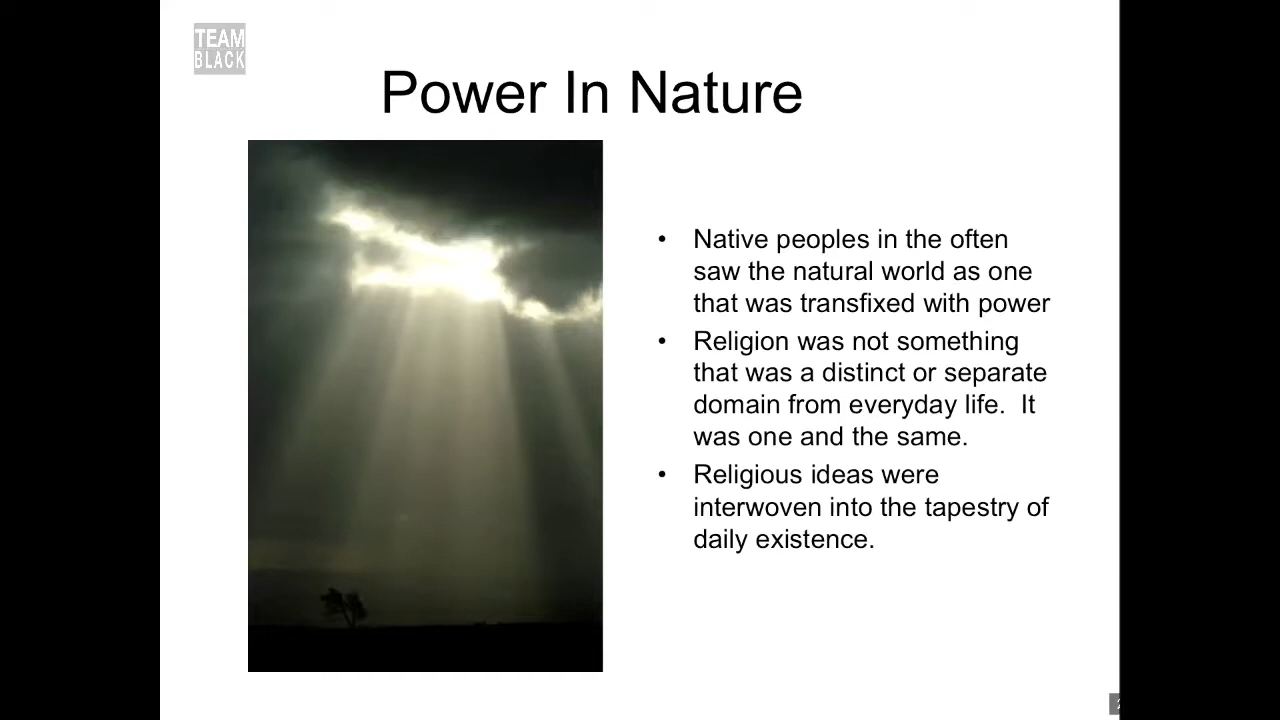 TEAM
BLACK
Power In Nature
• Native peoples in the often
saw the natural world as one
that was transfixed with power
• Religion was not something
that was a distinct or separate
domain from everyday life.  It
was one and the same.
• Religious ideas were
interwoven into the tapestry of
daily existence.